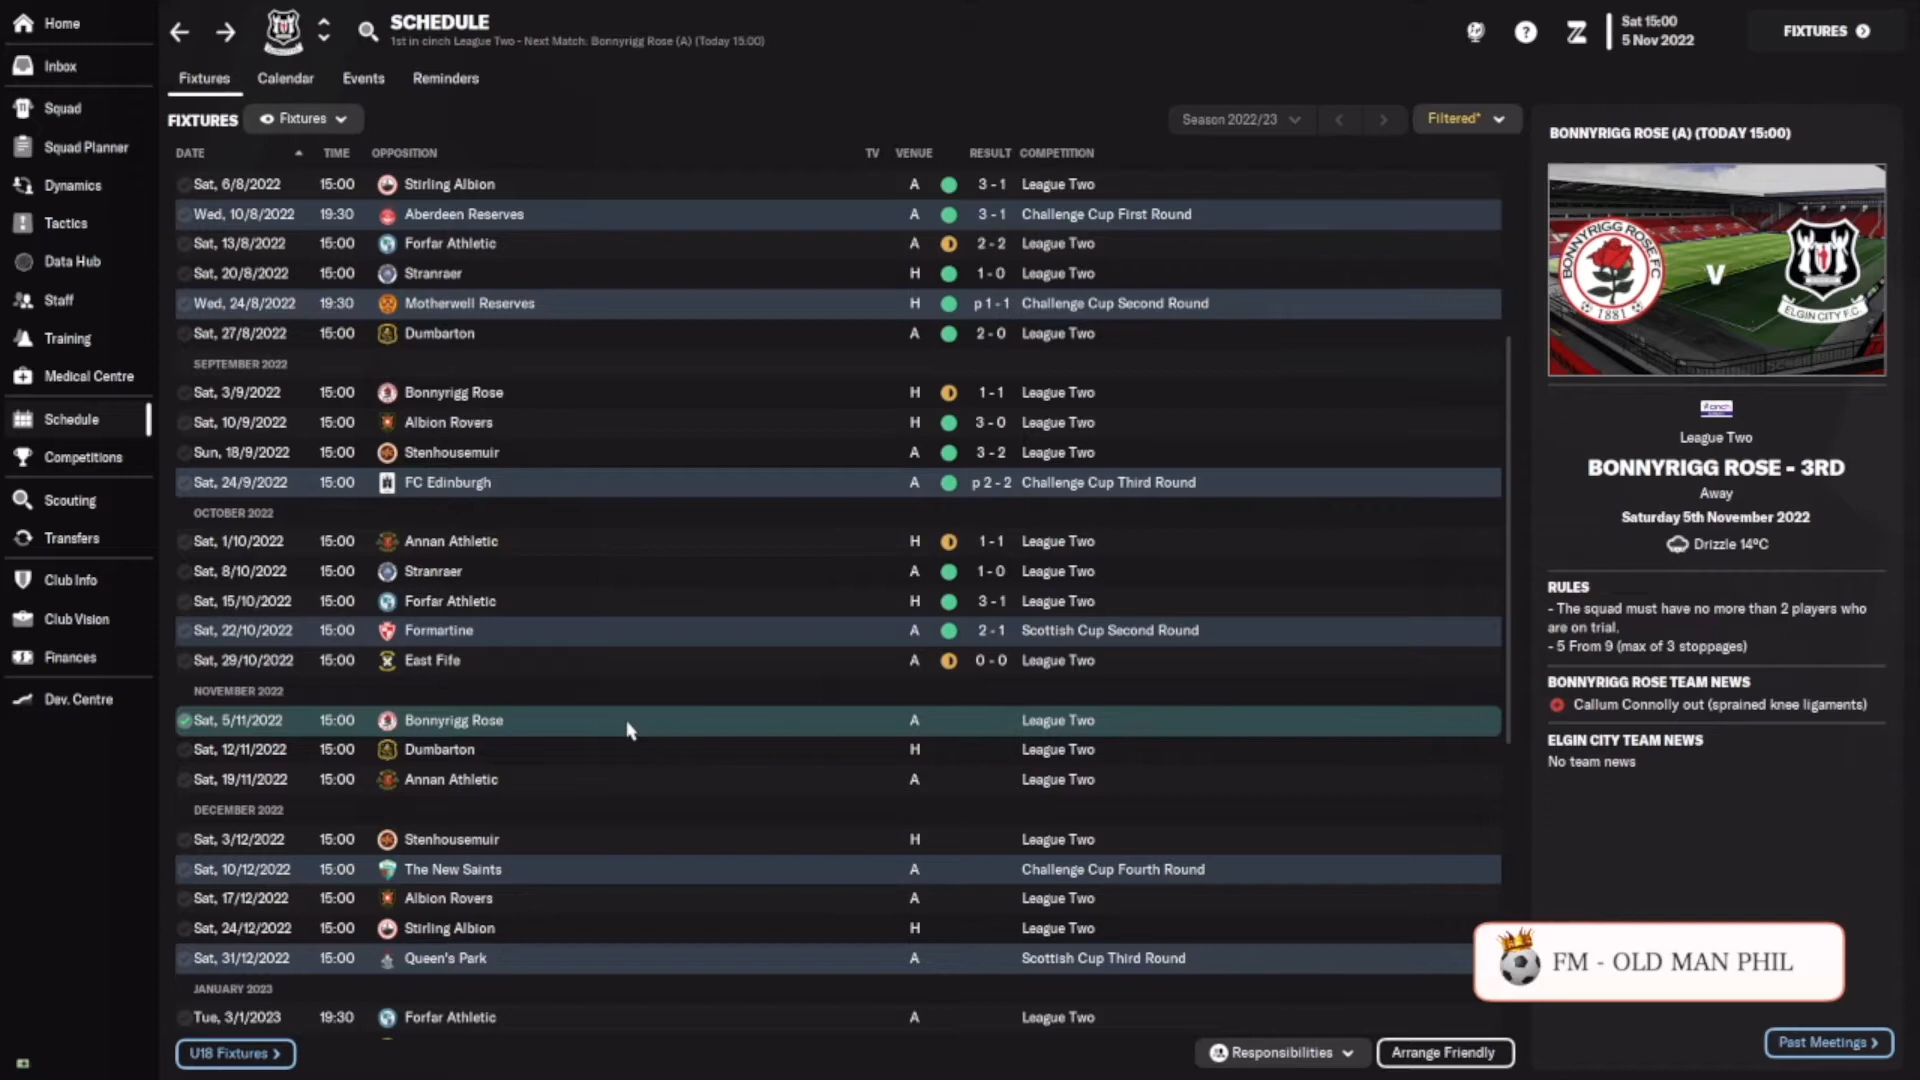 Home
Inbox
Squad
Squad Planner
Dynamics
Tactics
Data Hub
Staff
Training
Medical Centre
Schedule
Competitions
Scouting
Transfers
Club Info
Club Vision
Finances
Dev. Centre
SCHEDULE
1st in cinch League Two - Next Match: Bonnyrigg Rose (A) (Today 15:00)
Sat 15:00
5 Nov 2022
FIXTURES
Fixtures Calendar Events Reminders
FIXTURES Fixtures Season 2022/23 Filtered*
DATE TIME OPPOSITION TV VENUE RESULT COMPETITION
Sat, 6/8/2022 15:00 Stirling Albion A 3 - 1 League Two
Wed, 10/8/2022 19:30 Aberdeen Reserves A 3 - 1 Challenge Cup First Round
Sat, 13/8/2022 15:00 Forfar Athletic A 2 - 2 League Two
Sat, 20/8/2022 15:00 Stranraer H 1 - 0 League Two
Wed, 24/8/2022 19:30 Motherwell Reserves H p 1 - 1 Challenge Cup Second Round
Sat, 27/8/2022 15:00 Dumbarton A 2 - 0 League Two
SEPTEMBER 2022
Sat, 3/9/2022 15:00 Bonnyrigg Rose H 1 - 1 League Two
Sat, 10/9/2022 15:00 Albion Rovers H 3 - 0 League Two
Sun, 18/9/2022 15:00 Stenhousemuir A 3 - 2 League Two
Sat, 24/9/2022 15:00 FC Edinburgh A p 2 - 2 Challenge Cup Third Round
OCTOBER 2022
Sat, 1/10/2022 15:00 Annan Athletic H 1 - 1 League Two
Sat, 8/10/2022 15:00 Stranraer A 1 - 0 League Two
Sat, 15/10/2022 15:00 Forfar Athletic H 3 - 1 League Two
Sat, 22/10/2022 15:00 Formartine A 2 - 1 Scottish Cup Second Round
Sat, 29/10/2022 15:00 East Fife A 0 - 0 League Two
NOVEMBER 2022
Sat, 5/11/2022 15:00 Bonnyrigg Rose A League Two
Sat, 12/11/2022 15:00 Dumbarton H League Two
Sat, 19/11/2022 15:00 Annan Athletic A League Two
DECEMBER 2022
Sat, 3/12/2022 15:00 Stenhousemuir H League Two
Sat, 10/12/2022 15:00 The New Saints A Challenge Cup Fourth Round
Sat, 17/12/2022 15:00 Albion Rovers A League Two
Sat, 24/12/2022 15:00 Stirling Albion H League Two
Sat, 31/12/2022 15:00 Queen's Park A Scottish Cup Third Round
JANUARY 2023
Tue, 3/1/2023 19:30 Forfar Athletic A League Two
U18 Fixtures
Responsibilities
Arrange Friendly
BONNYRIGG ROSE (A) (TODAY 15:00)
BONNYRIGG ROSE FC
1881
V
ELGIN CITY F.C.
cinch
League Two
BONNYRIGG ROSE - 3RD
Away
Saturday 5th November 2022
Drizzle 14°C
RULES
- The squad must have no more than 2 players who
are on trial.
- 5 From 9 (max of 3 stoppages)
BONNYRIGG ROSE TEAM NEWS
Callum Connolly out (sprained knee ligaments)
ELGIN CITY TEAM NEWS
No team news
FM - OLD MAN PHIL
Past Meetings